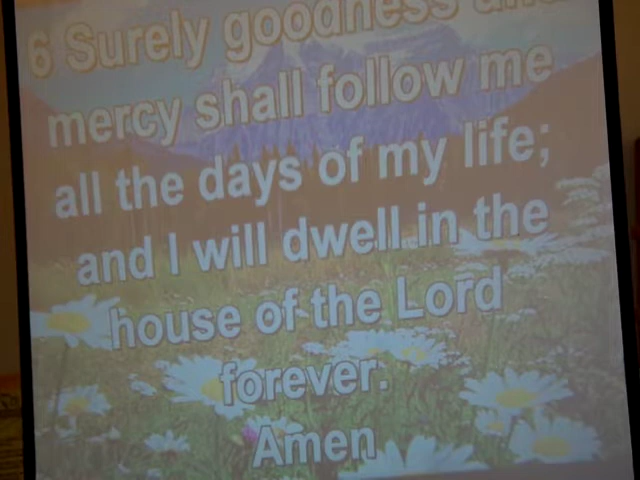 6 Surely goodness and
mercy shall follow me
all the days of my life;
and I will dwell in the
house of the Lord
forever.
Amen